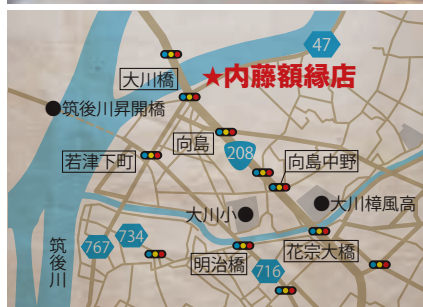 47
大川橋
★内藤額縁店
筑後川昇開橋
向島
若津下町
208
向島中野
大川小
大川樟風高
筑後川
767
734
明治橋
花宗大橋
716